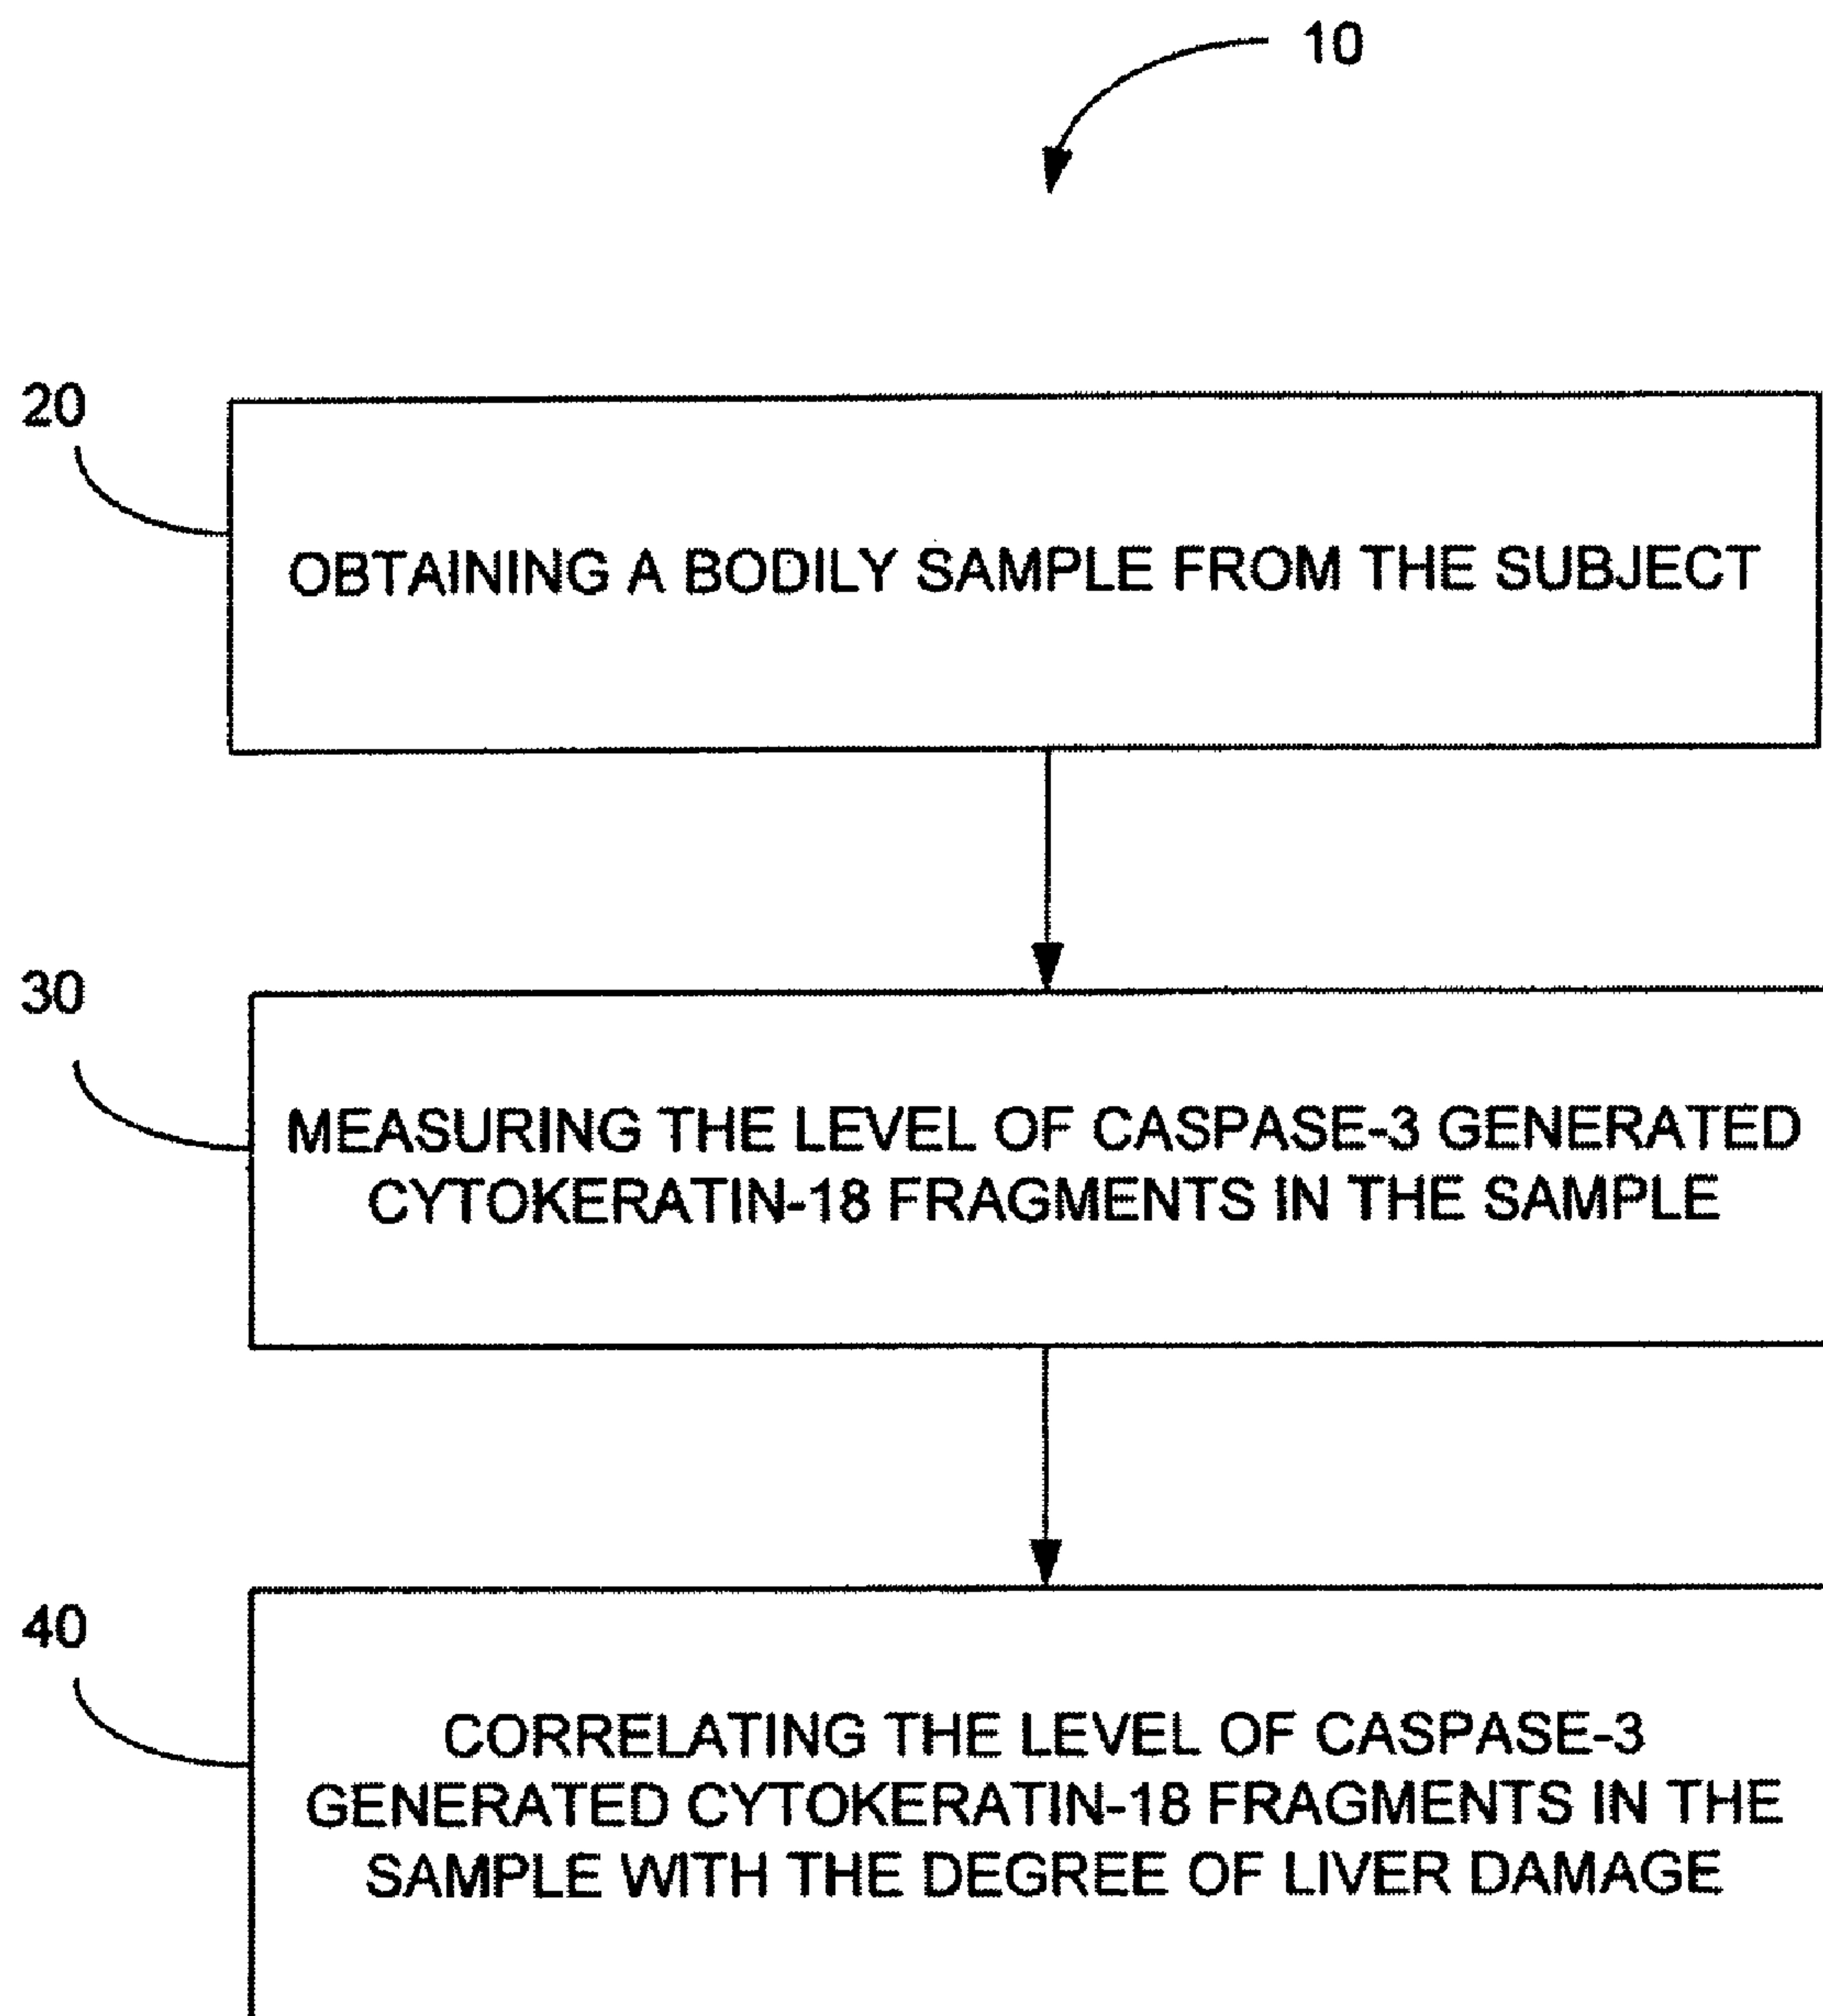 10
20
OBTAINING A BODILY SAMPLE FROM THE SUBJECT
30
MEASURING THE LEVEL OF CASPASE-3 GENERATED
CYTOKERATIN-18 FRAGMENTS IN THE SAMPLE
40
CORRELATING THE LEVEL OF CASPASE-3
GENERATED CYTOKERATIN-18 FRAGMENTS IN THE
SAMPLE WITH THE DEGREE OF LIVER DAMAGE